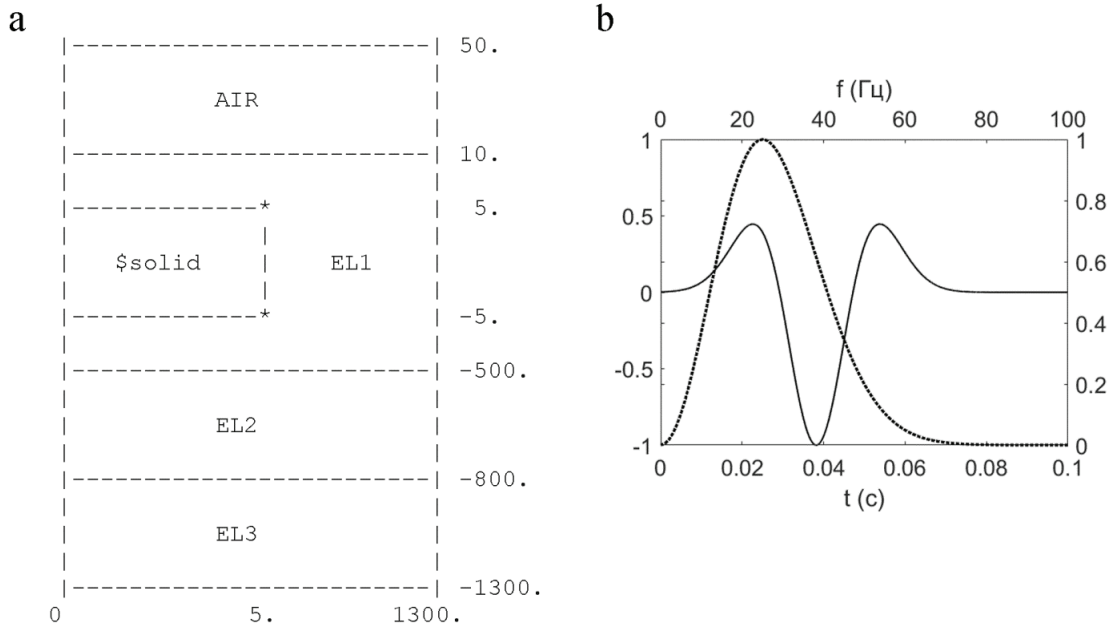 a
50.
AIR
10.
5.
$solid
EL1
-5.
-500.
EL2
-800.
EL3
-1300.
0 5. 1300.
b
f (Гц)
0 20 40 60 80 100
1 1
0.5 0.8
0.6
0 0.4
-0.5 0.2
-1 0
0 0.02 0.04 0.06 0.08 0.1
t (c)